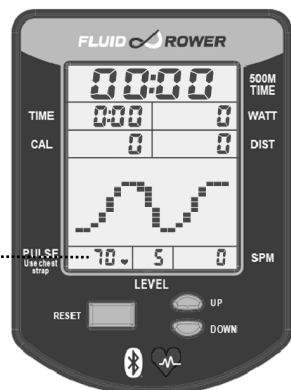 FLUID ROWER
00:00 500M TIME
TIME 0:00 0 WATT
CAL 0 0 DIST
PULSE 70 5 0 SPM
Use chest strap
LEVEL
RESET UP
DOWN